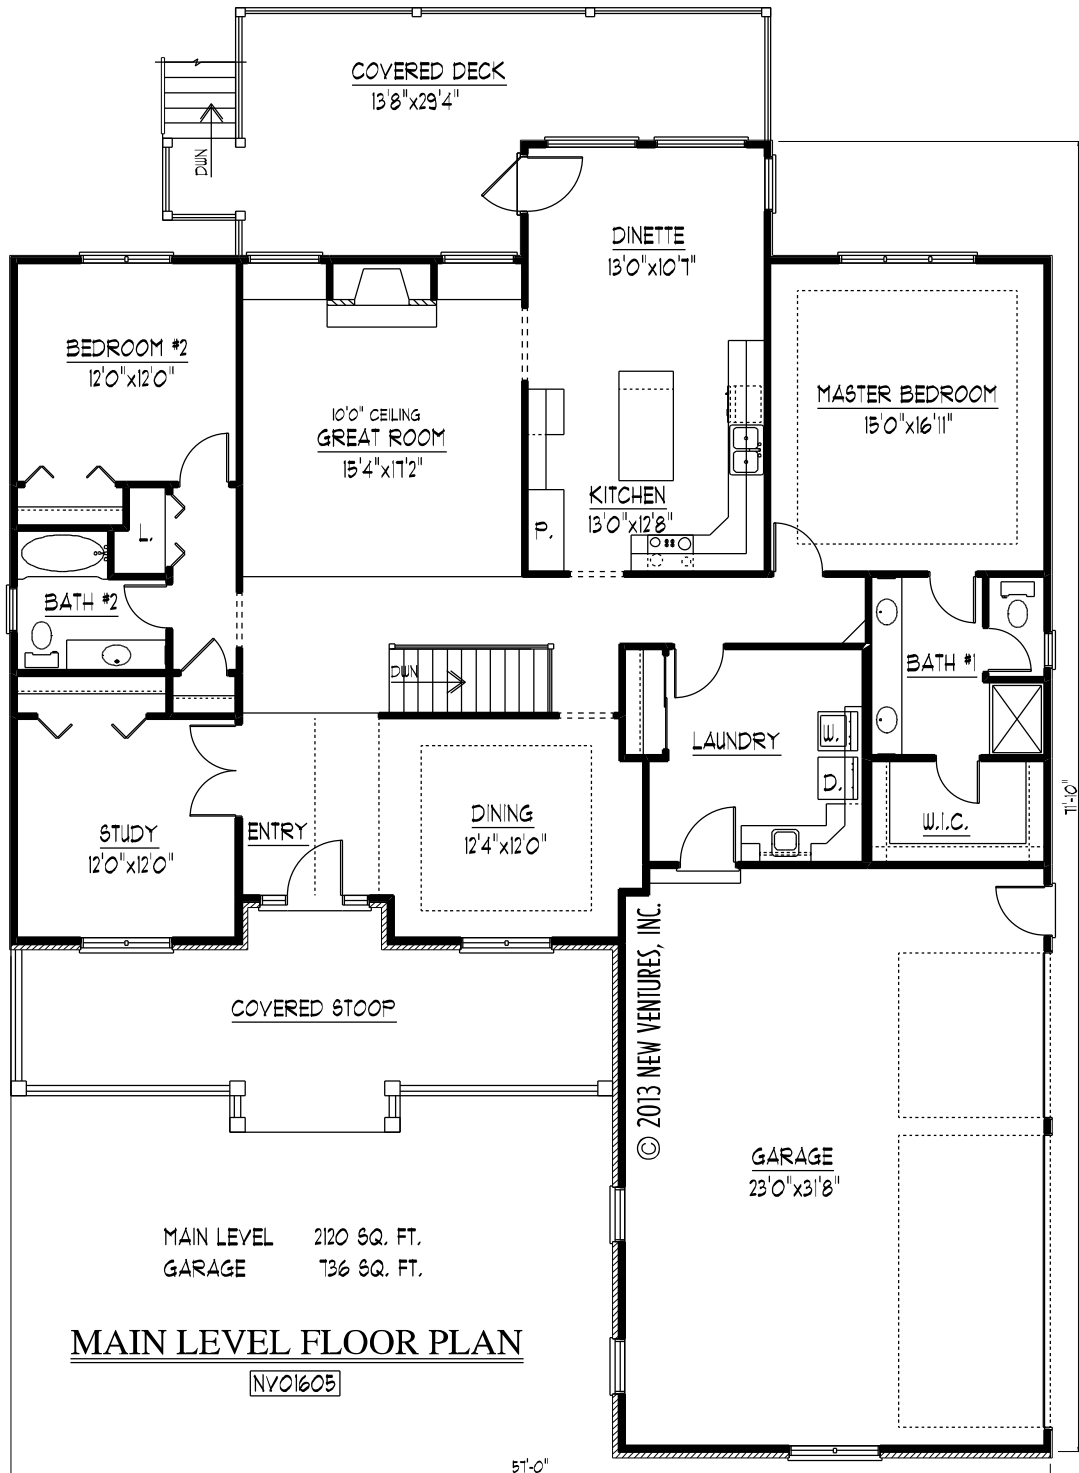 COVERED DECK
13'8"x29'4"
DWN
DINETTE
13'0"x10'7"
BEDROOM #2
12'0"x12'0"
10'0" CEILING
GREAT ROOM
15'4"x17'2"
MASTER BEDROOM
15'0"x16'11"
KITCHEN
13'0"x12'8"
P.
L.
BATH #2
DWN
BATH #1
LAUNDRY
W.
D.
W.I.C.
71'-10"
STUDY
12'0"x12'0"
ENTRY
DINING
12'4"x12'0"
© 2013 NEW VENTURES, INC.
COVERED STOOP
GARAGE
23'0"x31'8"
MAIN LEVEL 2120 SQ. FT.
GARAGE 736 SQ. FT.
MAIN LEVEL FLOOR PLAN
NV01605
57'-0"